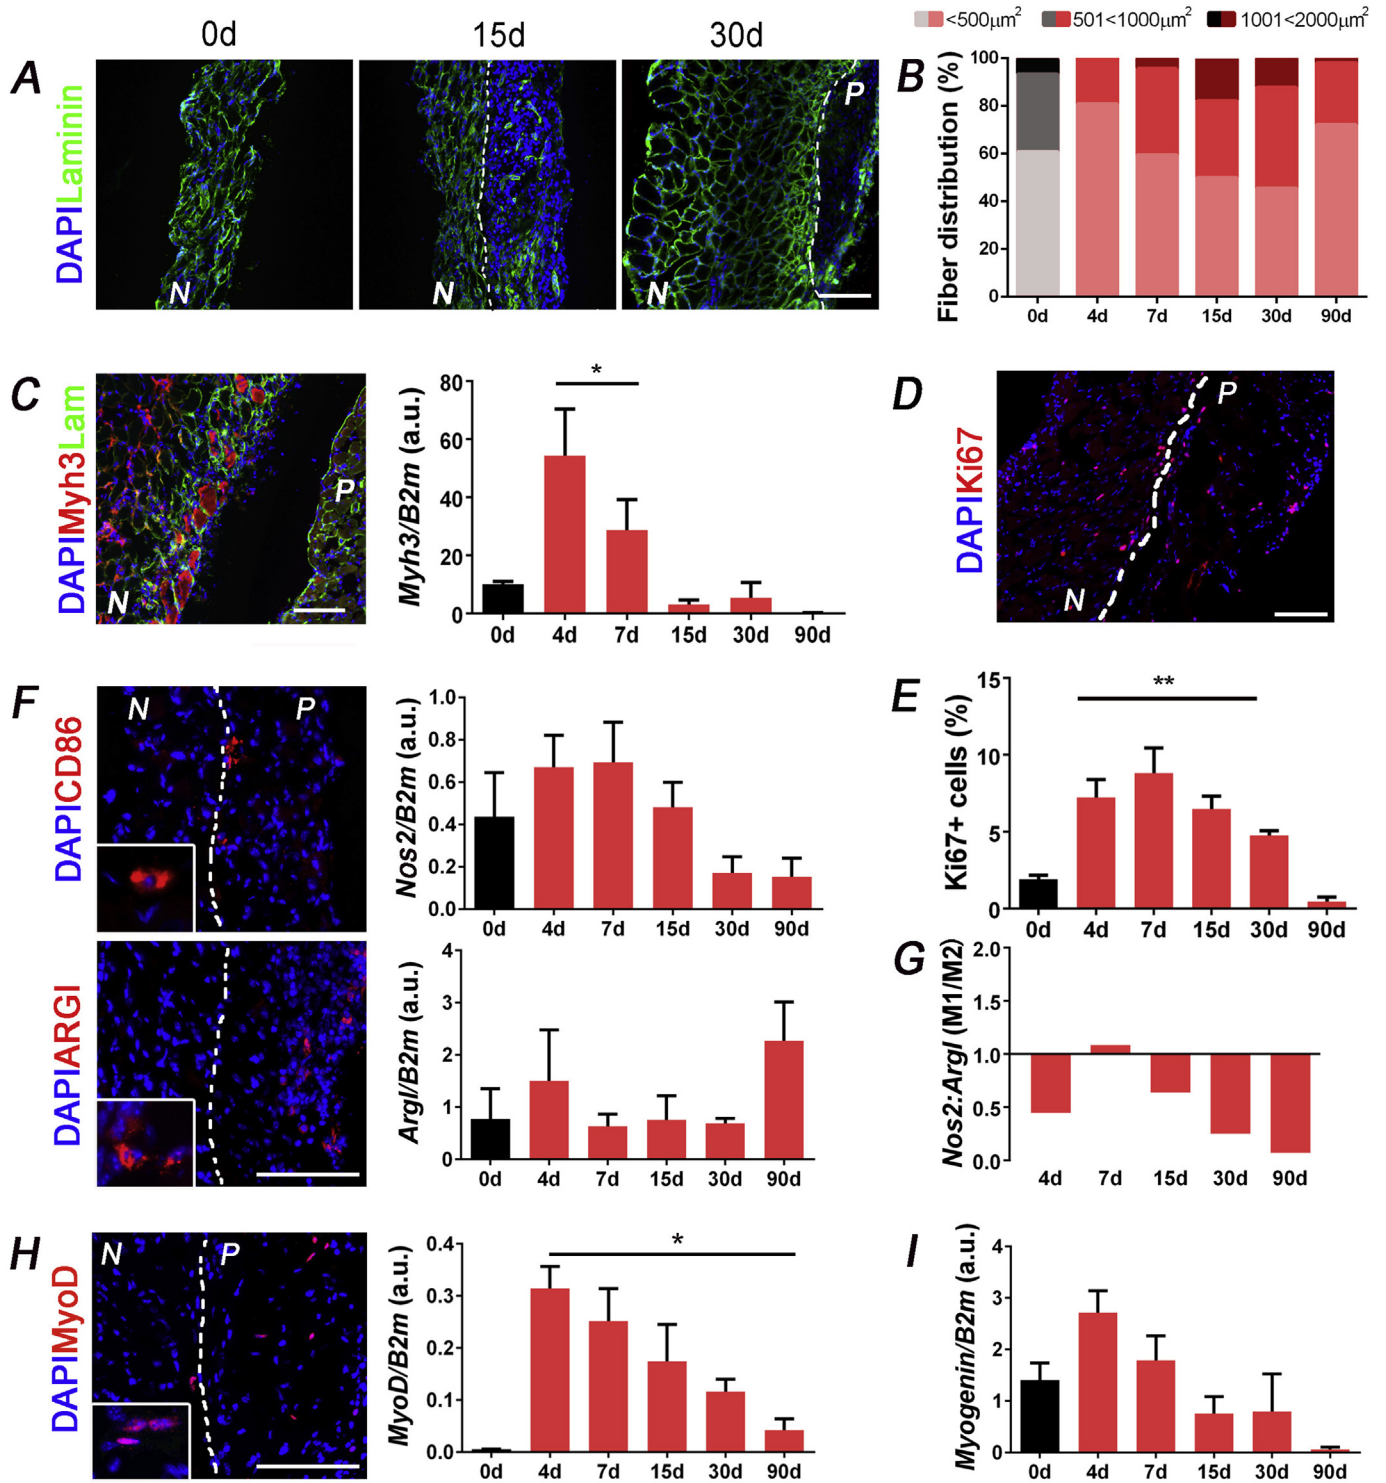 0d 15d 30d
<500µm² 501<1000µm² 1001<2000µm²
A
DAPILaminin
N
N
N
P
B
Fiber distribution (%)
100
80
60
40
20
0
0d 4d 7d 15d 30d 90d
C
DAPIMyh3Lam
N
P
Myh3/B2m (a.u.)
80
60
40
20
0
*
0d 4d 7d 15d 30d 90d
D
DAPIKi67
P
N
F
DAPICD86
N P
Nos2/B2m (a.u.)
1.0
0.8
0.6
0.4
0.2
0.0
0d 4d 7d 15d 30d 90d
E
Ki67+ cells (%)
15
10
5
0
**
0d 4d 7d 15d 30d 90d
DAPIARGI
ArgI/B2m (a.u.)
4
3
2
1
0
0d 4d 7d 15d 30d 90d
G
Nos2:ArgI (M1/M2)
2.0
1.5
1.0
0.5
0.0
4d 7d 15d 30d 90d
H
DAPIMyoD
N P
MyoD/B2m (a.u.)
0.4
0.3
0.2
0.1
0.0
*
0d 4d 7d 15d 30d 90d
I
Myogenin/B2m (a.u.)
4
3
2
1
0
0d 4d 7d 15d 30d 90d